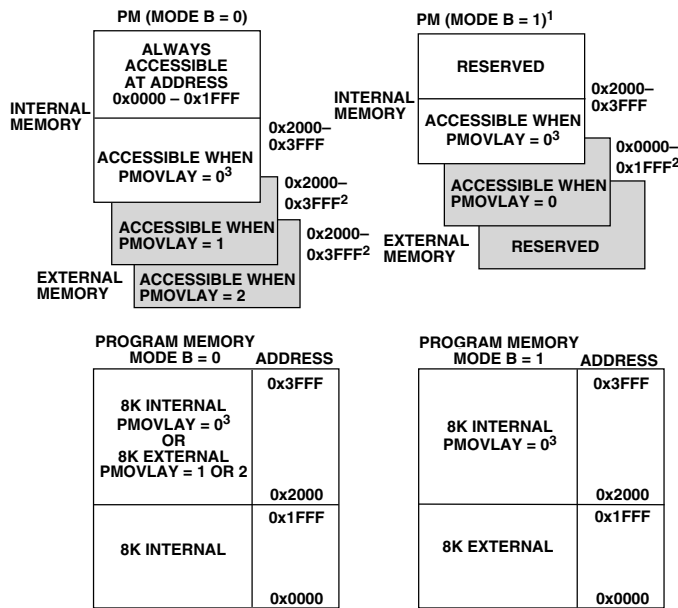 PM (MODE B = 0)
ALWAYS
ACCESSIBLE
AT ADDRESS
0x0000 – 0x1FFF
INTERNAL
MEMORY
0x2000–
0x3FFF
ACCESSIBLE WHEN
PMOVLAY = 0³
0x2000–
0x3FFF²
ACCESSIBLE WHEN
PMOVLAY = 1
0x2000–
0x3FFF²
EXTERNAL
MEMORY
ACCESSIBLE WHEN
PMOVLAY = 2
PM (MODE B = 1)¹
RESERVED
INTERNAL
MEMORY
0x2000–
0x3FFF
ACCESSIBLE WHEN
PMOVLAY = 0³
0x0000–
0x1FFF²
ACCESSIBLE WHEN
PMOVLAY = 0
EXTERNAL
MEMORY
RESERVED
PROGRAM MEMORY
MODE B = 0
ADDRESS
8K INTERNAL
PMOVLAY = 0³
OR
8K EXTERNAL
PMOVLAY = 1 OR 2
0x3FFF
0x2000
8K INTERNAL
0x1FFF
0x0000
PROGRAM MEMORY
MODE B = 1
ADDRESS
8K INTERNAL
PMOVLAY = 0³
0x3FFF
0x2000
8K EXTERNAL
0x1FFF
0x0000